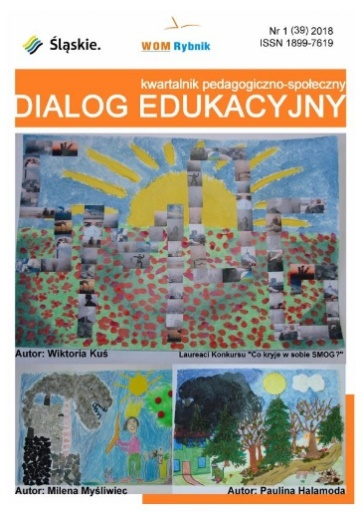 Śląskie.
WOM Rybnik
Nr 1 (39) 2018
ISSN 1899-7619
kwartalnik pedagogiczno-społeczny
DIALOG EDUKACYJNY
Autor: Wiktoria Kuś
Laureaci Konkursu "Co kryje w sobie SMOG?"
Autor: Milena Myśliwiec
Autor: Paulina Halamoda